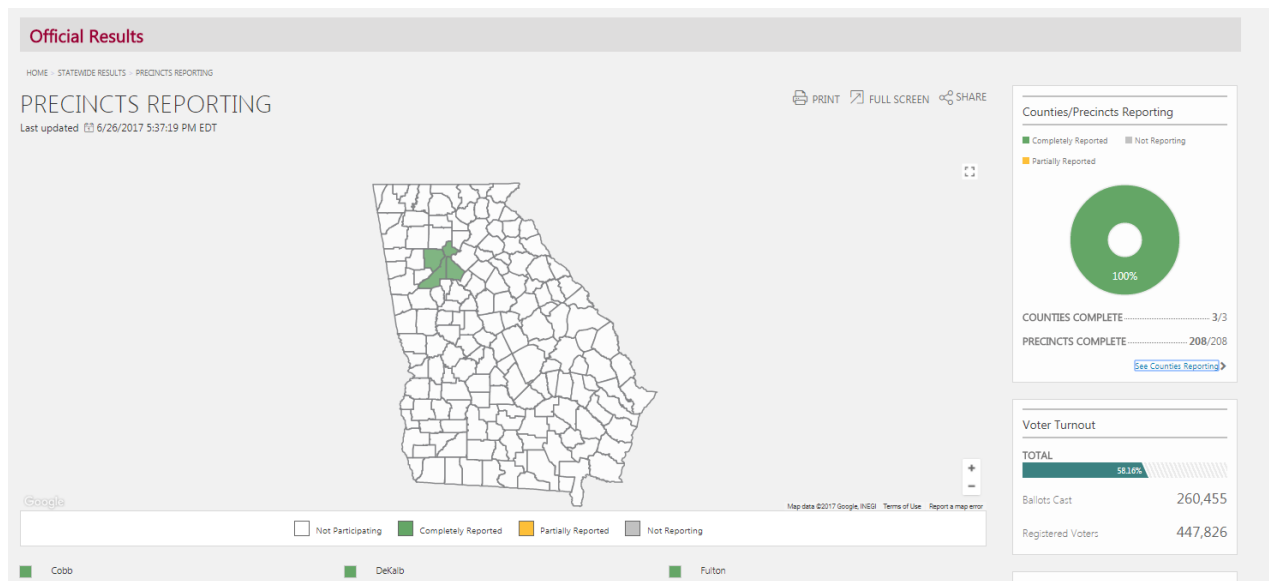 Official Results
HOME > STATEWIDE RESULTS > PRECINCTS REPORTING
PRECINCTS REPORTING
Last updated 6/26/2017 5:37:19 PM EDT
PRINT FULL SCREEN SHARE
Google
Map data ©2017 Google, INEGI Terms of Use Report a map error
Not Participating Completely Reported Partially Reported Not Reporting
Cobb DeKalb Fulton
Counties/Precincts Reporting
Completely Reported Not Reporting
Partially Reported
100%
COUNTIES COMPLETE 3/3
PRECINCTS COMPLETE 208/208
See Counties Reporting
Voter Turnout
TOTAL
58.16%
Ballots Cast 260,455
Registered Voters 447,826